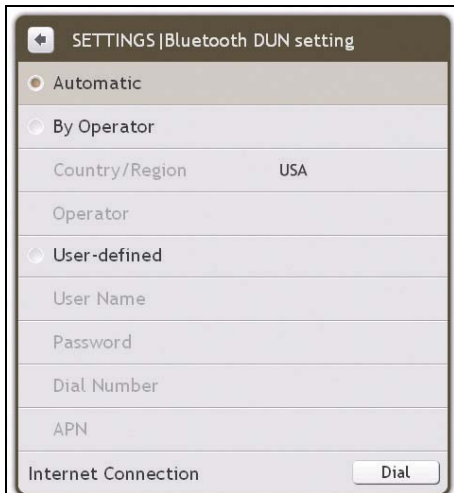 SETTINGS|Bluetooth DUN setting
Automatic
By Operator
Country/Region USA
Operator
User-defined
User Name
Password
Dial Number
APN
Internet Connection Dial